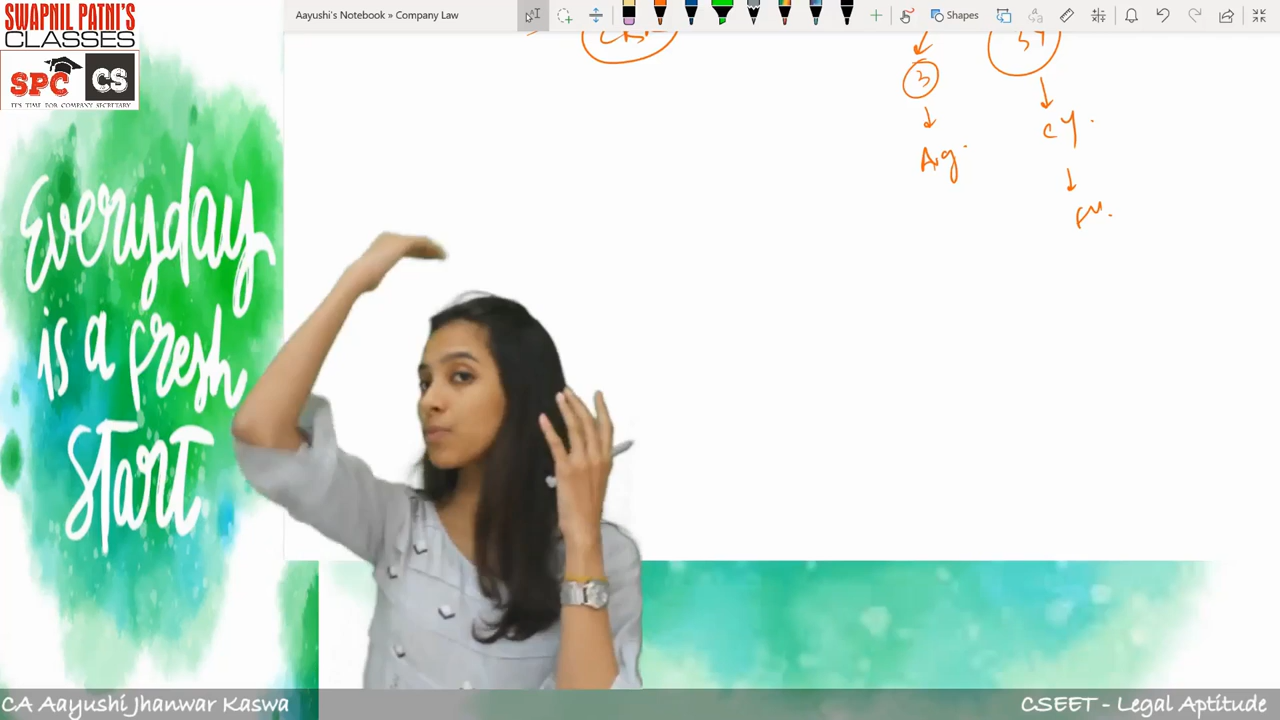 SWAPNIL PATNI'S
CLASSES
SPC CS
IT'S TIME FOR COMPANY SECRETARY
Aayushi's Notebook » Company Law
Shapes
3
Avg.
CY.
Everyday
is a fresh
START
CA Aayushi Jhanwar Kaswa
CSEET - Legal Aptitude